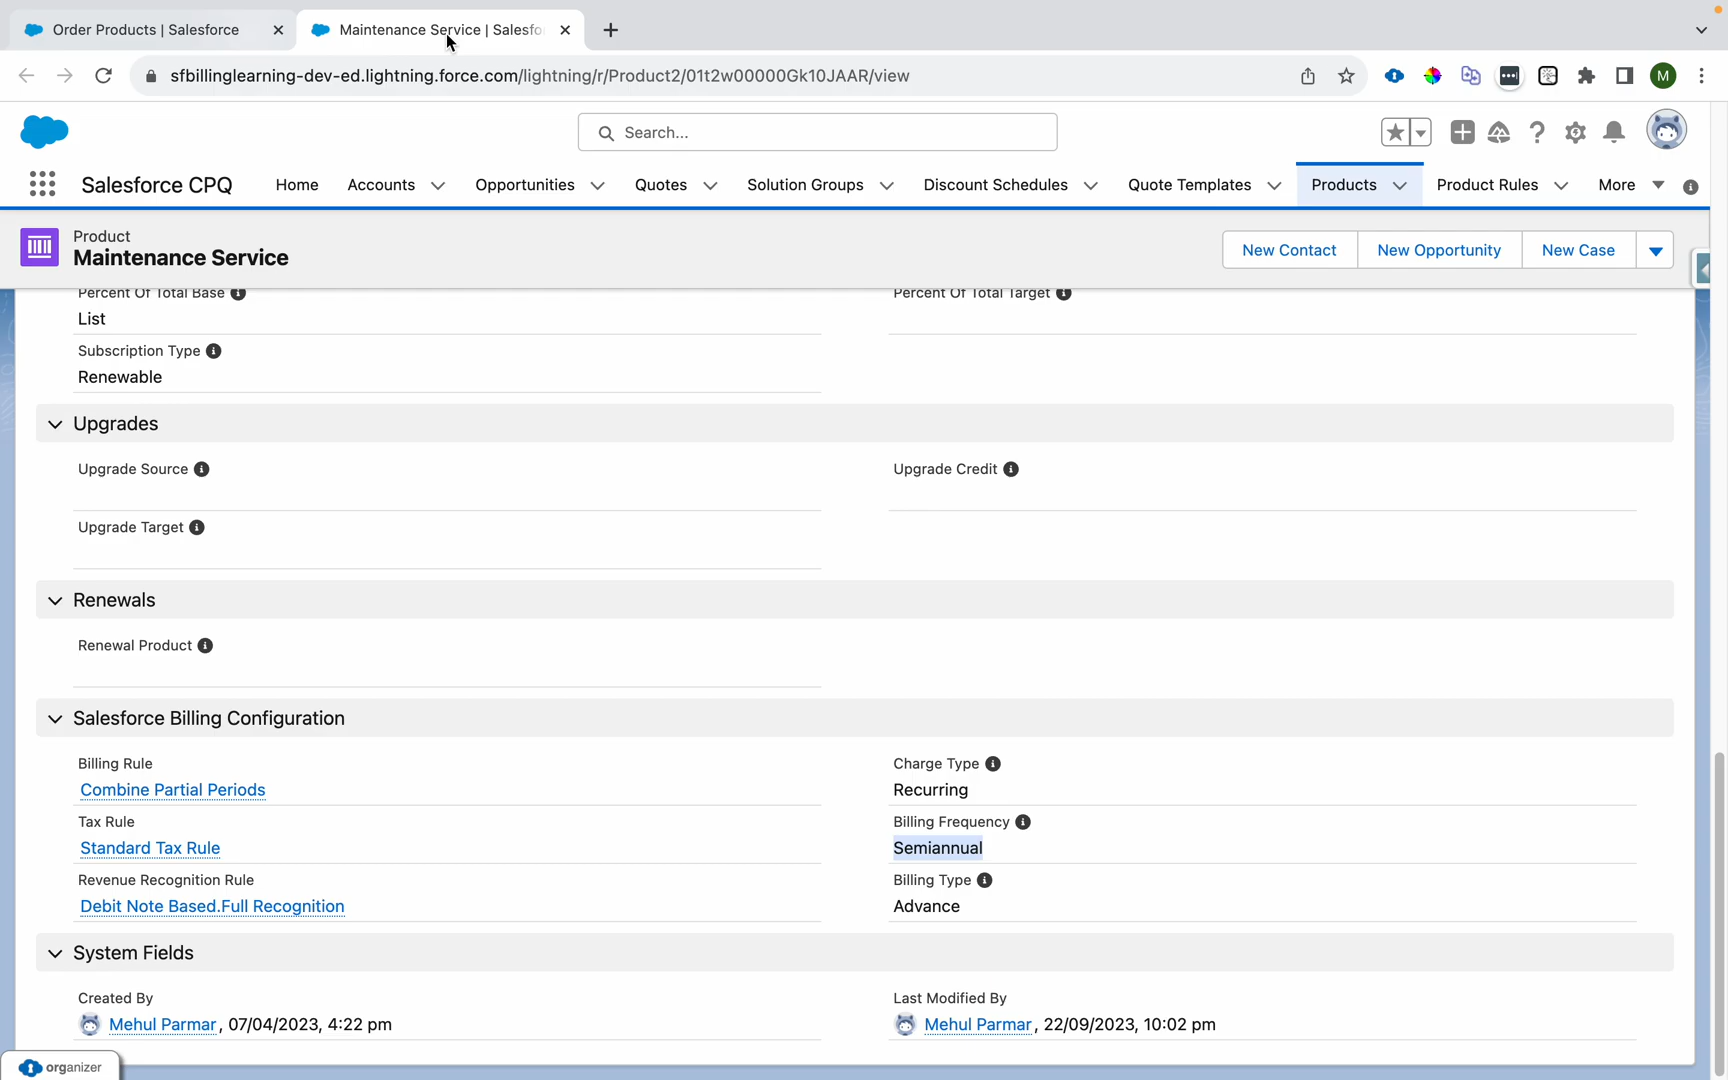 Order Products | Salesforce
Maintenance Service | Salesfo
sfbillinglearning-dev-ed.lightning.force.com/lightning/r/Product2/01t2w00000Gk10JAAR/view
M
Search...
Salesforce CPQ
Home
Accounts
Opportunities
Quotes
Solution Groups
Discount Schedules
Quote Templates
Products
Product Rules
More
Product
Maintenance Service
New Contact
New Opportunity
New Case
Percent Of Total Base
Percent Of Total Target
List
Subscription Type
Renewable
Upgrades
Upgrade Source
Upgrade Credit
Upgrade Target
Renewals
Renewal Product
Salesforce Billing Configuration
Billing Rule
Charge Type
Combine Partial Periods
Recurring
Tax Rule
Billing Frequency
Standard Tax Rule
Semiannual
Revenue Recognition Rule
Billing Type
Debit Note Based.Full Recognition
Advance
System Fields
Created By
Last Modified By
Mehul Parmar, 07/04/2023, 4:22 pm
Mehul Parmar, 22/09/2023, 10:02 pm
organizer